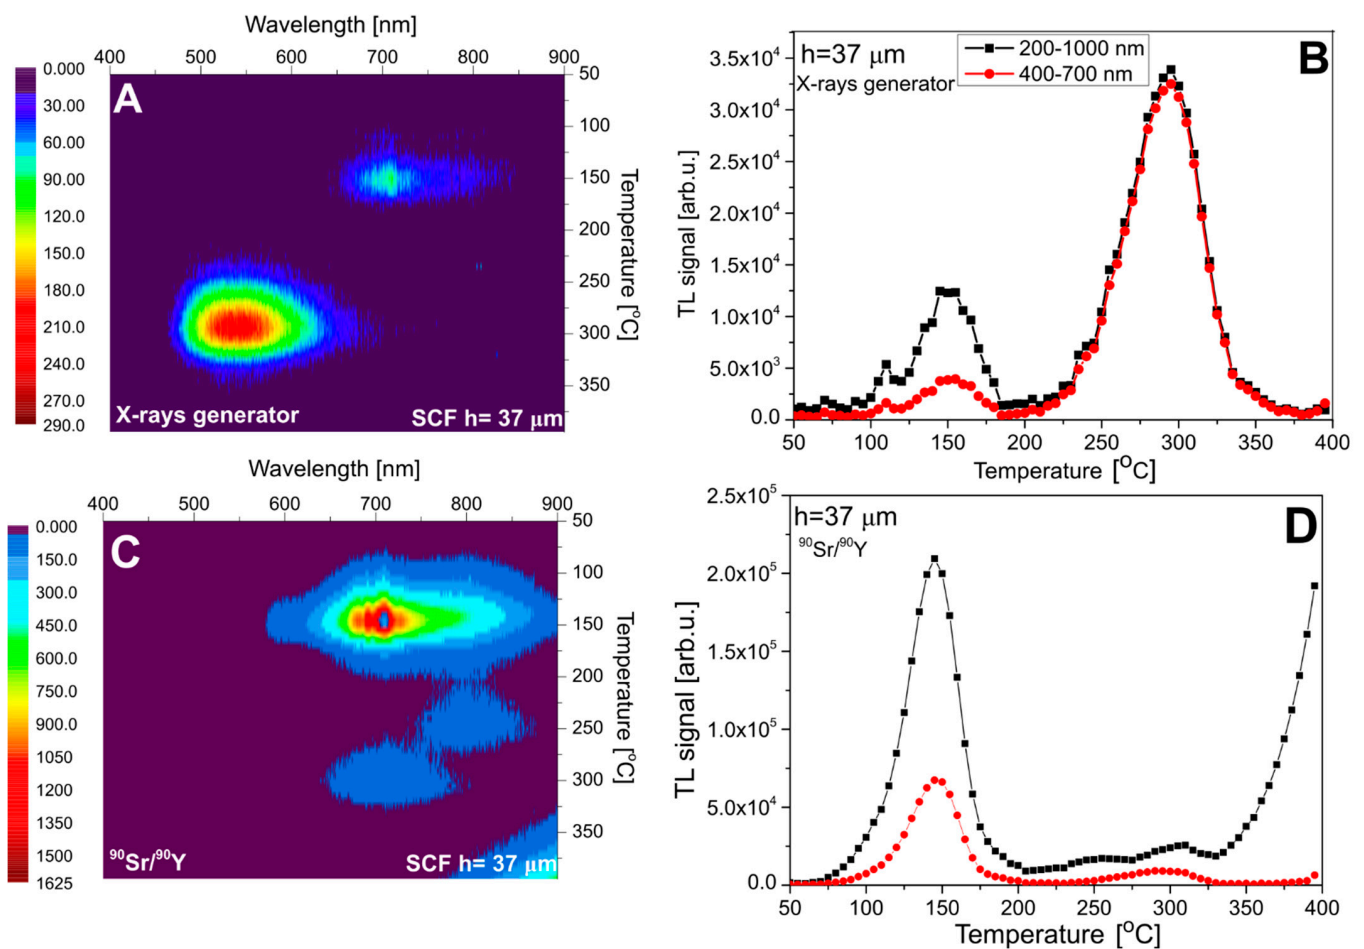 Wavelength [nm]
400 500 600 700 800 900
A
0.000
30.00
60.00
90.00
120.0
150.0
180.0
210.0
240.0
270.0
290.0
50
100
150
200
250
300
350
Temperature [°C]
X-rays generator
SCF h= 37 µm
B
h=37 µm
X-rays generator
200-1000 nm
400-700 nm
TL signal [arb.u.]
3.5x10⁴
3.0x10⁴
2.5x10⁴
2.0x10⁴
1.5x10⁴
1.0x10⁴
5.0x10³
0.0
50 100 150 200 250 300 350 400
Temperature [°C]
Wavelength [nm]
400 500 600 700 800 900
C
0.000
150.0
300.0
450.0
600.0
750.0
900.0
1050
1200
1350
1500
1625
50
100
150
200
250
300
350
Temperature [°C]
⁹⁰Sr/⁹⁰Y
SCF h= 37 µm
D
h=37 µm
⁹⁰Sr/⁹⁰Y
TL signal [arb.u.]
2.5x10⁵
2.0x10⁵
1.5x10⁵
1.0x10⁵
5.0x10⁴
0.0
50 100 150 200 250 300 350 400
Temperature [°C]